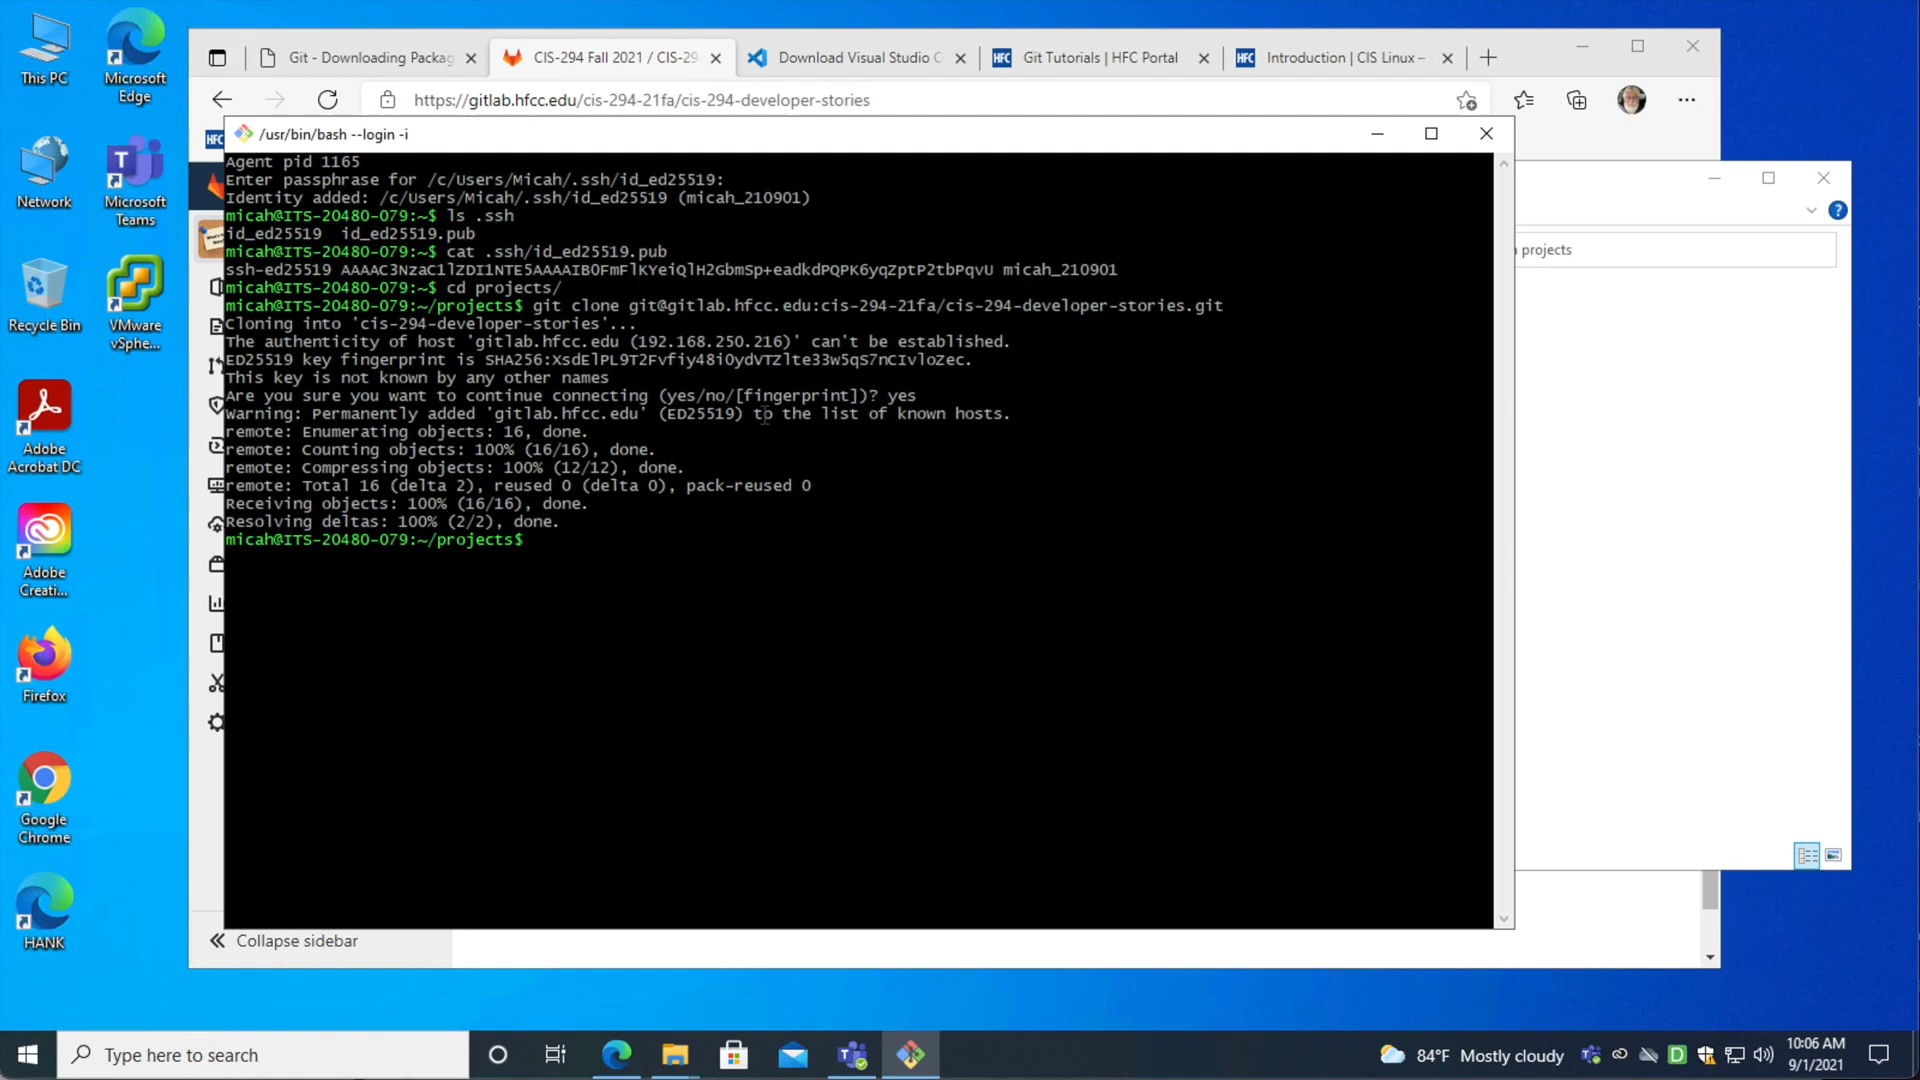 This PC
Microsoft
Edge
Network
Microsoft
Teams
Recycle Bin
VMware
vSphe...
Adobe
Acrobat DC
Adobe
Creati...
Firefox
Google
Chrome
HANK
Git - Downloading Packag
CIS-294 Fall 2021 / CIS-29
Download Visual Studio C
HFC
Git Tutorials | HFC Portal
HFC
Introduction | CIS Linux –
https://gitlab.hfcc.edu/cis-294-21fa/cis-294-developer-stories
HFC
/usr/bin/bash --login -i
Agent pid 1165
Enter passphrase for /c/Users/Micah/.ssh/id_ed25519:
Identity added: /c/Users/Micah/.ssh/id_ed25519 (micah_210901)
micah@ITS-20480-079:~$ ls .ssh
id_ed25519  id_ed25519.pub
micah@ITS-20480-079:~$ cat .ssh/id_ed25519.pub
ssh-ed25519 AAAAC3NzaC1lZDI1NTE5AAAAIB0FmFlKYeiQlH2GbmSp+eadkdPQPK6yqZptP2tbPqvU micah_210901
micah@ITS-20480-079:~$ cd projects/
micah@ITS-20480-079:~/projects$ git clone git@gitlab.hfcc.edu:cis-294-21fa/cis-294-developer-stories.git
Cloning into 'cis-294-developer-stories'...
The authenticity of host 'gitlab.hfcc.edu (192.168.250.216)' can't be established.
ED25519 key fingerprint is SHA256:XsdElPL9T2Fvfiy48i0ydVTZlte33w5qS7nCIvloZec.
This key is not known by any other names
Are you sure you want to continue connecting (yes/no/[fingerprint])? yes
Warning: Permanently added 'gitlab.hfcc.edu' (ED25519) to the list of known hosts.
remote: Enumerating objects: 16, done.
remote: Counting objects: 100% (16/16), done.
remote: Compressing objects: 100% (12/12), done.
remote: Total 16 (delta 2), reused 0 (delta 0), pack-reused 0
Receiving objects: 100% (16/16), done.
Resolving deltas: 100% (2/2), done.
micah@ITS-20480-079:~/projects$
projects
Collapse sidebar
Type here to search
84°F Mostly cloudy
10:06 AM
9/1/2021